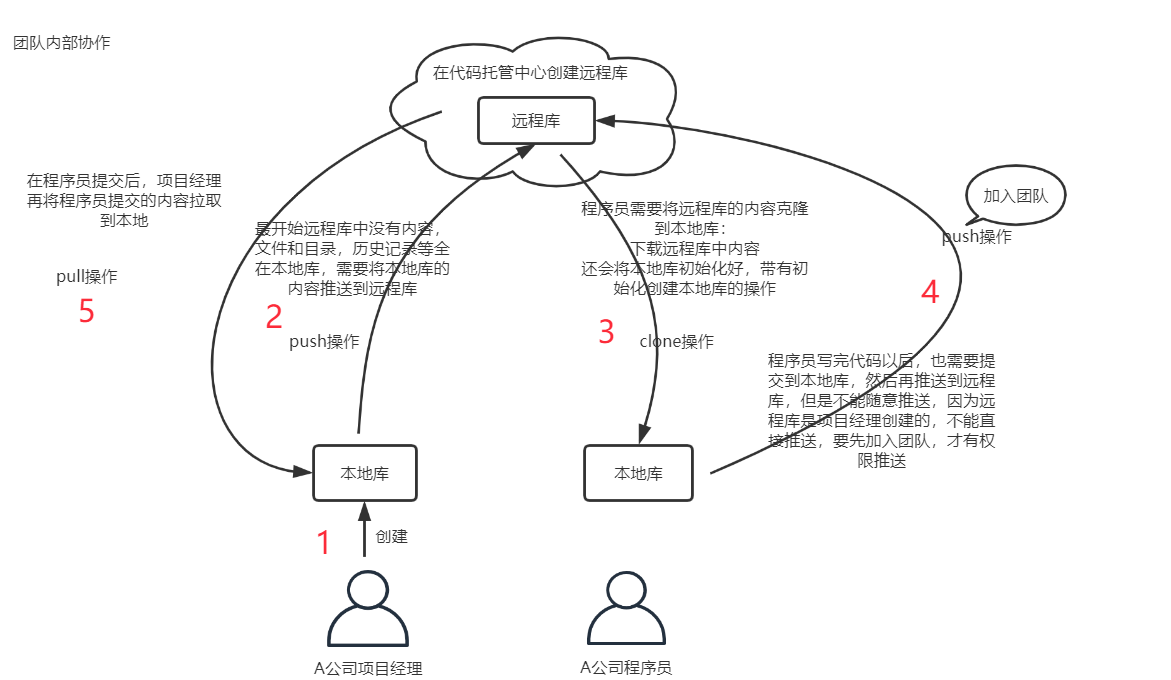 团队内部协作
在代码托管中心创建远程库
远程库
在程序员提交后，项目经理
再将程序员提交的内容拉取
到本地
pull操作
5
最开始远程库中没有内容，
文件和目录，历史记录等全
在本地库，需要将本地库的
内容推送到远程库
2
push操作
程序员需要将远程库的内容克隆
到本地库：
下载远程库中内容
还会将本地库初始化好，带有初
始化创建本地库的操作
3
clone操作
加入团队
push操作
4
程序员写完代码以后，也需要提
交到本地库，然后再推送到远程
库，但是不能随意推送，因为远
程库是项目经理创建的，不能直
接推送，要先加入团队，才有权
限推送
本地库
本地库
1
创建
A公司项目经理
A公司程序员